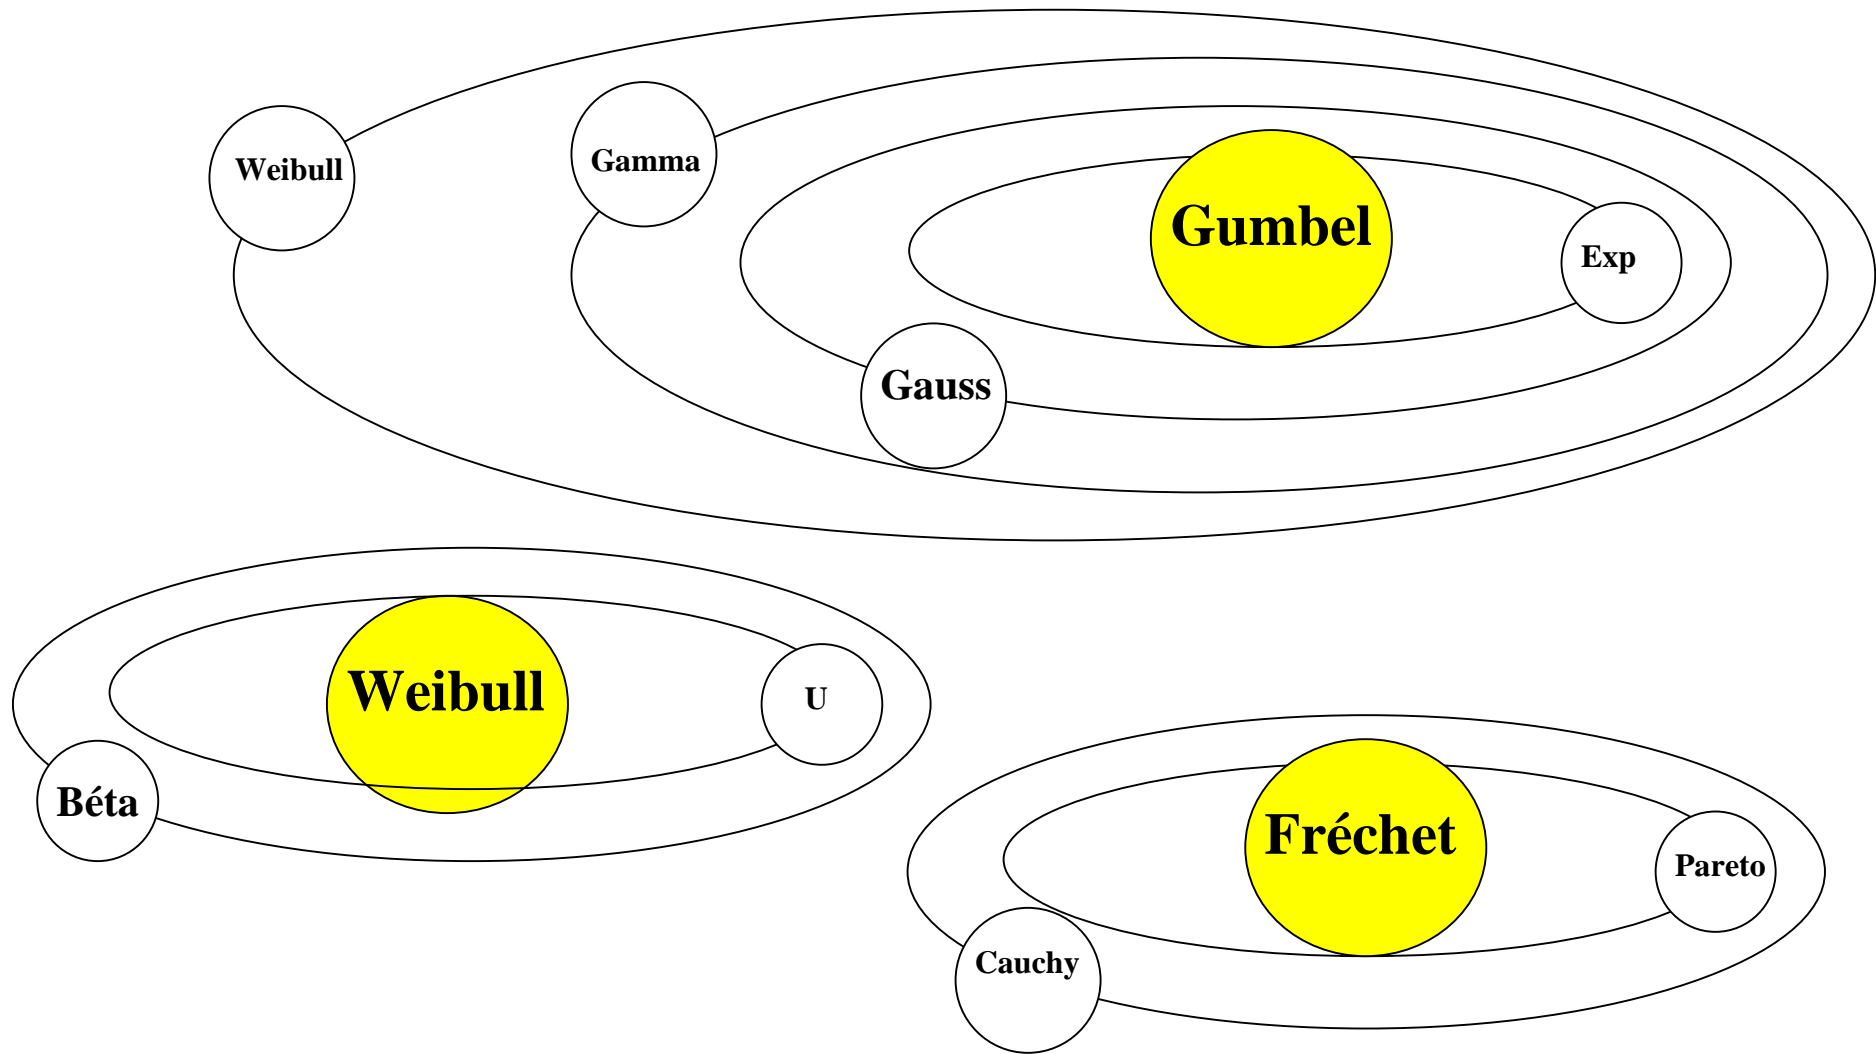 Weibull
Gamma
Gumbel
Exp
Gauss
Weibull
U
Béta
Fréchet
Pareto
Cauchy